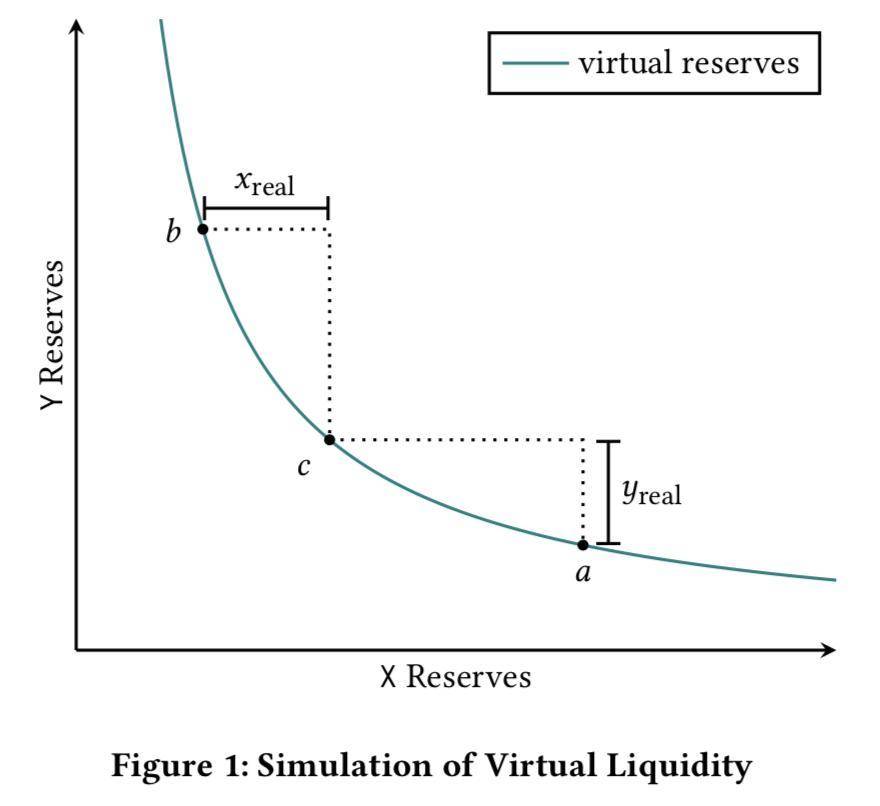 virtual reserves
x_real
b
Y Reserves
c
y_real
a
X Reserves
Figure 1: Simulation of Virtual Liquidity